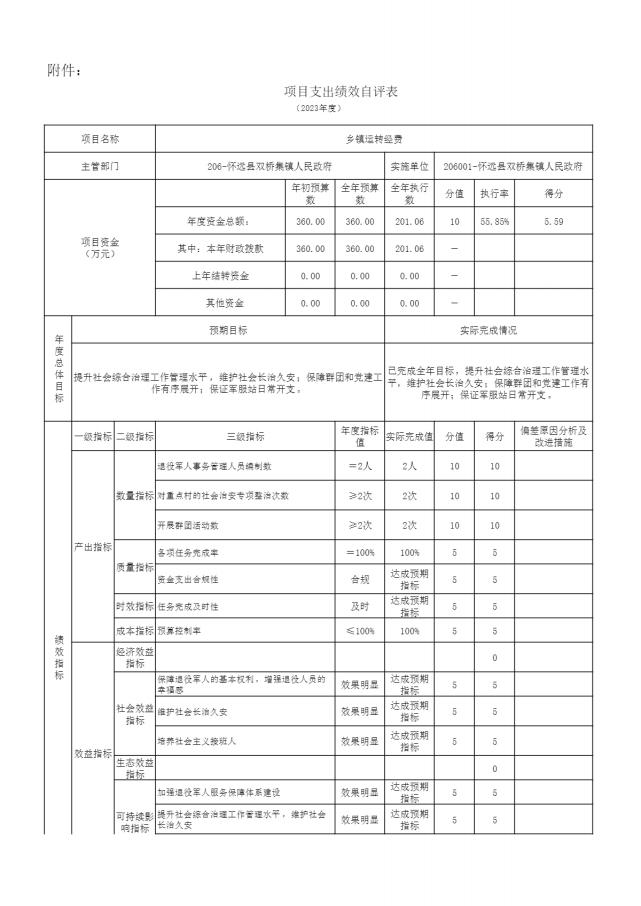 附件：
项目支出绩效自评表
（2023年度）
项目名称 乡镇运转经费
主管部门 206-怀远县双桥集镇人民政府 实施单位 206001-怀远县双桥集镇人民政府
项目资金（万元） 年初预算数 全年预算数 全年执行数 分值 执行率 得分
年度资金总额： 360.00 360.00 201.06 10 55.85% 5.59
其中：本年财政拨款 360.00 360.00 201.06 －
上年结转资金 0.00 0.00 0.00 －
其他资金 0.00 0.00 0.00 －
年度总体目标 预期目标 实际完成情况
提升社会综合治理工作管理水平，维护社会长治久安；保障群团和党建工作有序展开；保证军服站日常开支。 已完成全年目标，提升社会综合治理工作管理水平，维护社会长治久安；保障群团和党建工作有序展开；保证军服站日常开支。
绩效指标 一级指标 二级指标 三级指标 年度指标值 实际完成值 分值 得分 偏差原因分析及改进措施
产出指标 数量指标 退役军人事务管理人员编制数 ＝2人 2人 10 10
对重点村的社会治安专项整治次数 ≥2次 2次 10 10
开展群团活动数 ≥2次 2次 10 10
质量指标 各项任务完成率 ＝100% 100% 5 5
资金支出合规性 合规 达成预期指标 5 5
时效指标 任务完成及时性 及时 达成预期指标 5 5
成本指标 预算控制率 ≤100% 100% 5 5
效益指标 经济效益指标 0
社会效益指标 保障退役军人的基本权利，增强退役人员的幸福感 效果明显 达成预期指标 5 5
维护社会长治久安 效果明显 达成预期指标 5 5
培养社会主义接班人 效果明显 达成预期指标 5 5
生态效益指标 0
可持续影响指标 加强退役军人服务保障体系建设 效果明显 达成预期指标 5 5
提升社会综合治理工作管理水平，维护社会长治久安 效果明显 达成预期指标 5 5